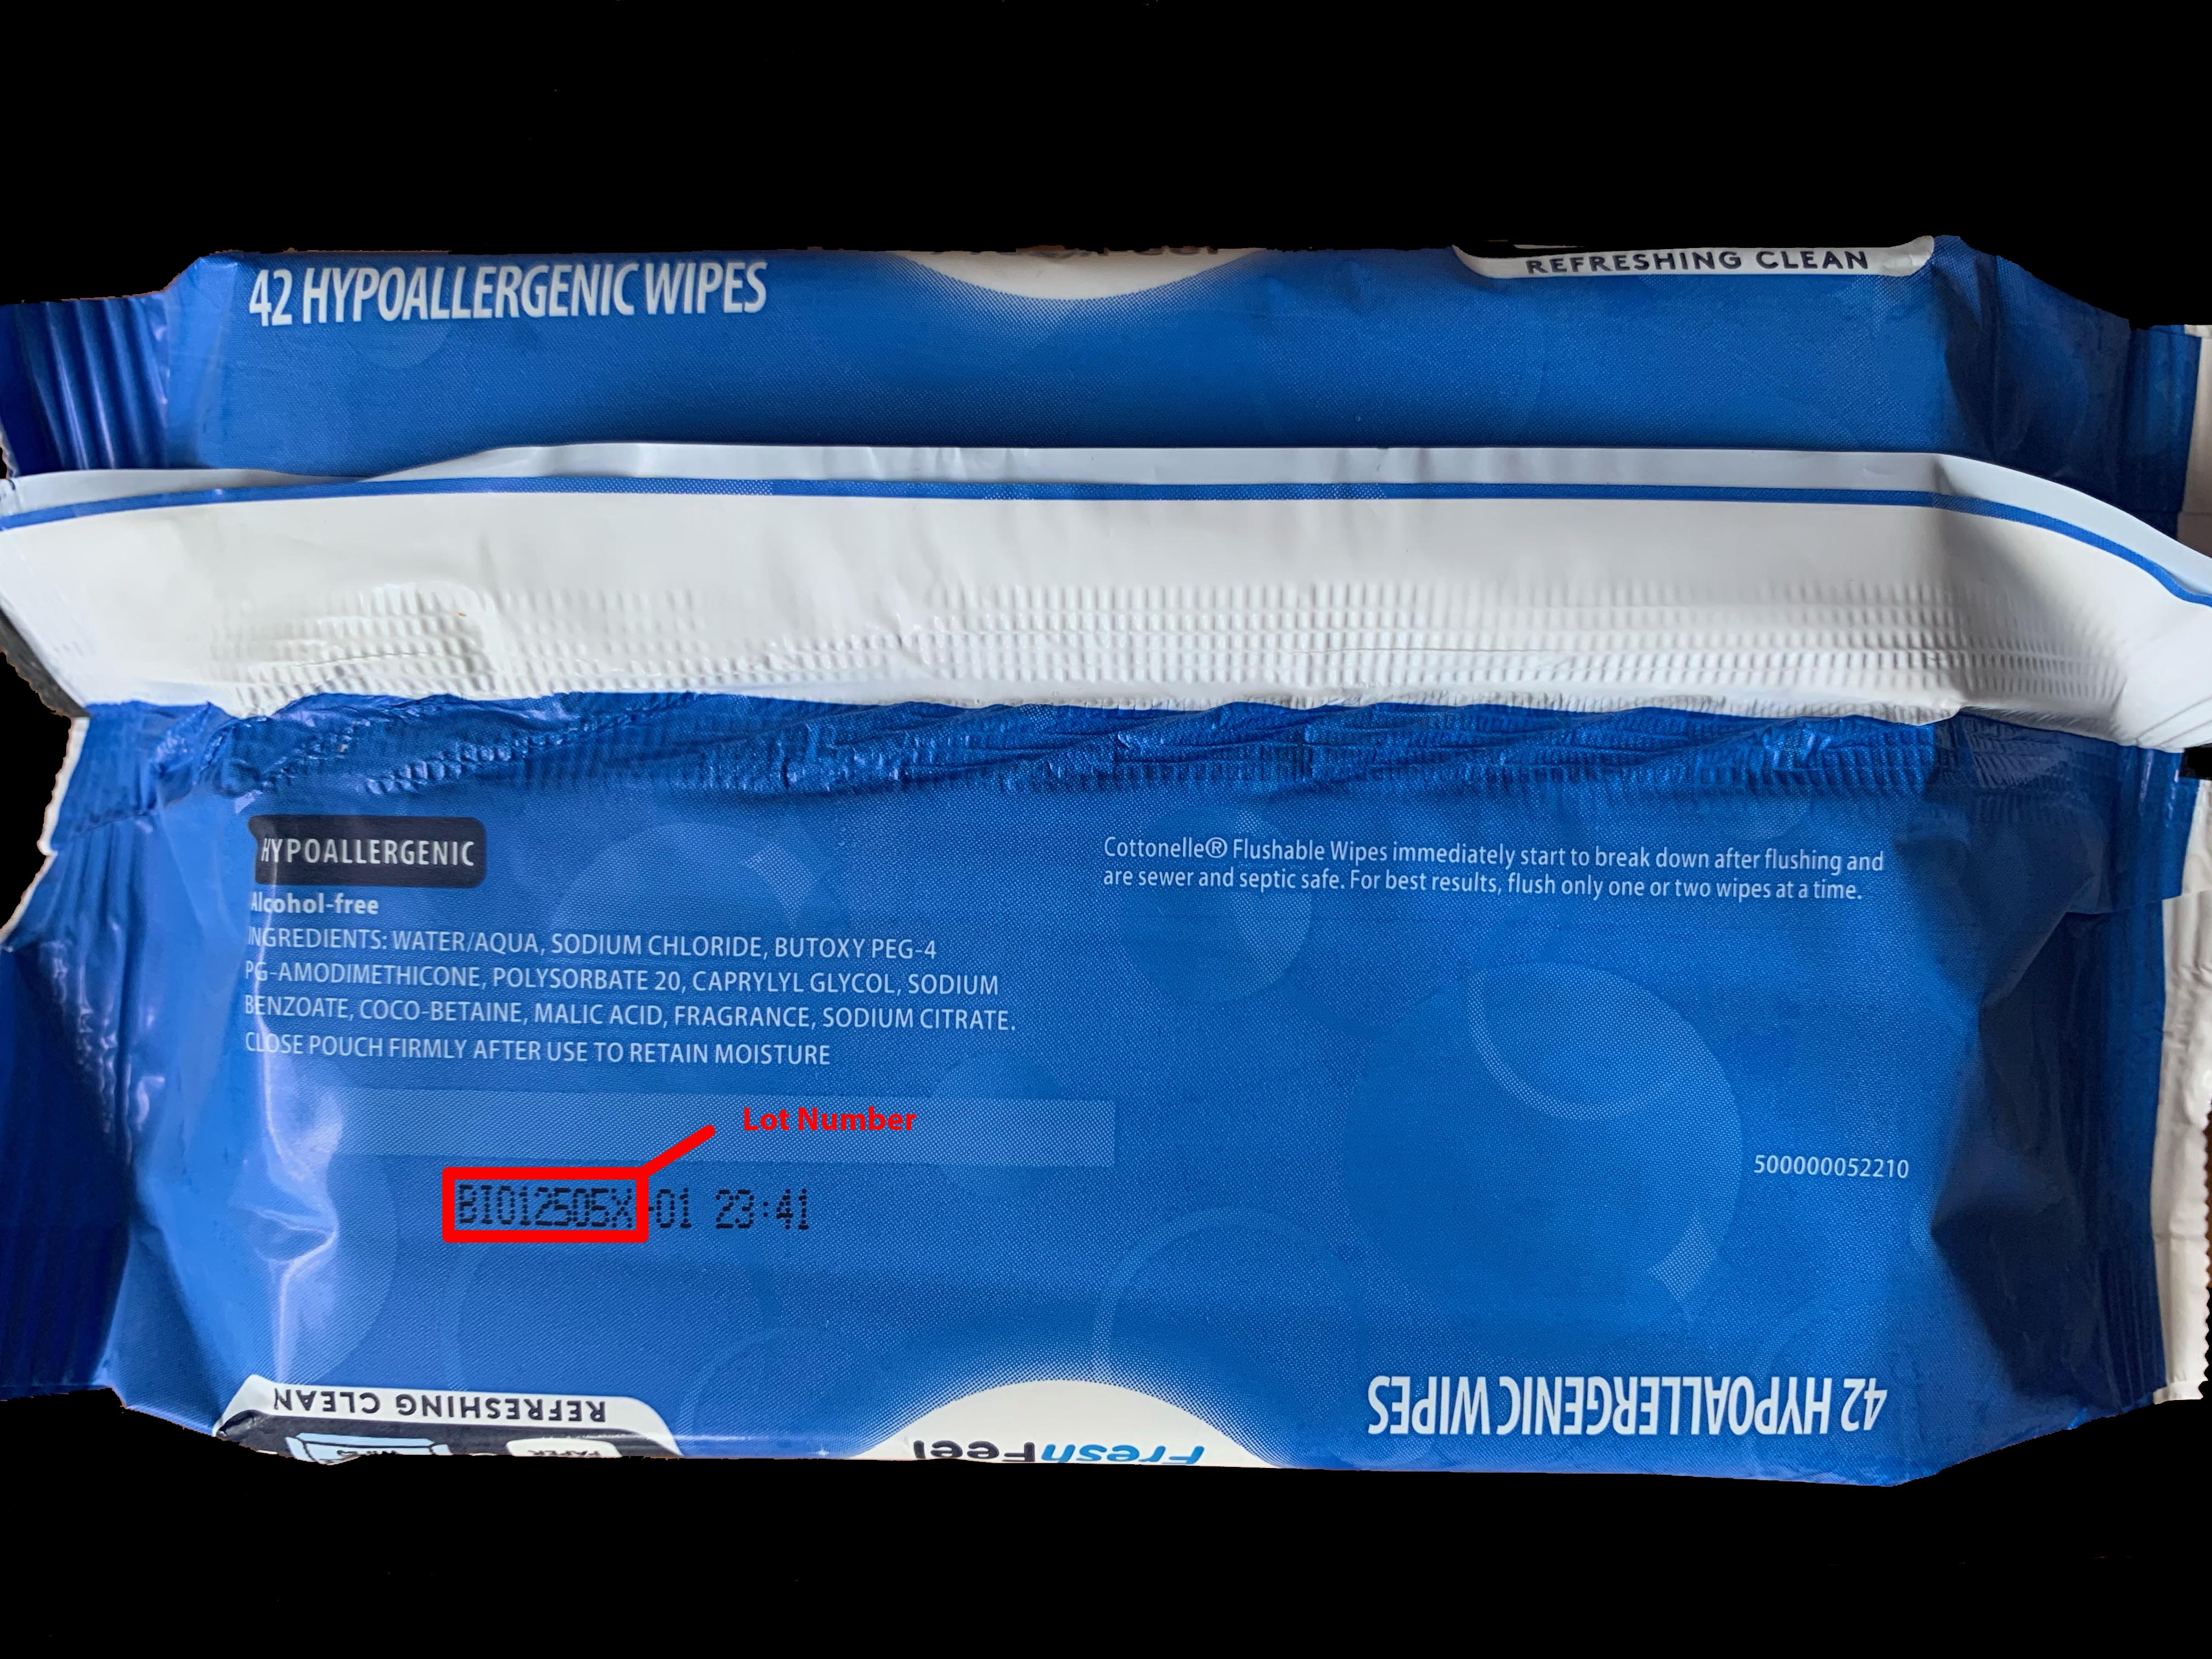 42 HYPOALLERGENIC WIPES
REFRESHING CLEAN
HYPOALLERGENIC
Alcohol-free
INGREDIENTS: WATER/AQUA, SODIUM CHLORIDE, BUTOXY PEG-4
PG-AMODIMETHICONE, POLYSORBATE 20, CAPRYLYL GLYCOL, SODIUM
BENZOATE, COCO-BETAINE, MALIC ACID, FRAGRANCE, SODIUM CITRATE.
CLOSE POUCH FIRMLY AFTER USE TO RETAIN MOISTURE
Cottonelle® Flushable Wipes immediately start to break down after flushing and
are sewer and septic safe. For best results, flush only one or two wipes at a time.
Lot Number
BI012505X-01 23:41
500000052210
42 HYPOALLERGENIC WIPES
REFRESHING CLEAN
WIPES
PAPER
FreshFeel